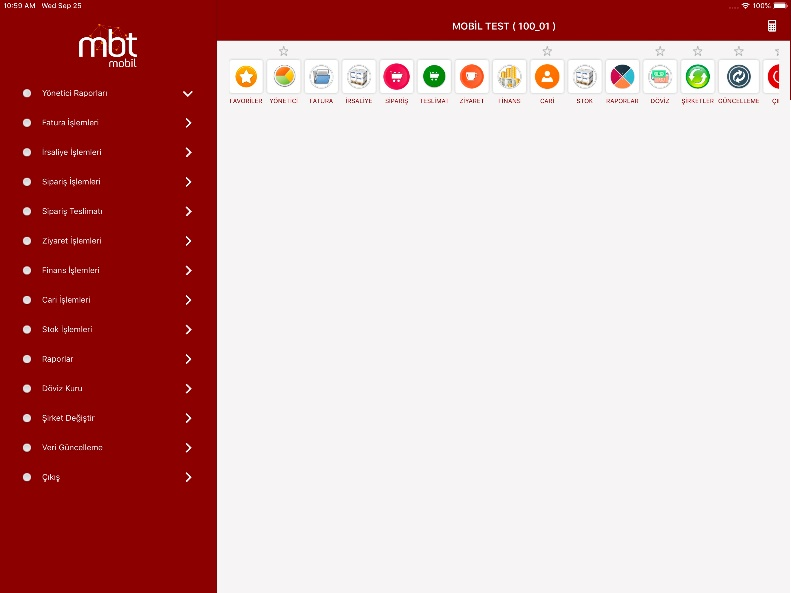 10:59 AM Wed Sep 25
100%
MOBİL TEST ( 100_01 )
mbt
mobil
Yönetici Raporları
Fatura İşlemleri
İrsaliye İşlemleri
Sipariş İşlemleri
Sipariş Teslimatı
Ziyaret İşlemleri
Finans İşlemleri
Cari İşlemleri
Stok İşlemleri
Raporlar
Döviz Kuru
Şirket Değiştir
Veri Güncelleme
Çıkış
FAVORİLER YÖNETİCİ FATURA İRSALİYE SİPARİŞ TESLİMAT ZİYARET FİNANS CARİ STOK RAPORLAR DÖVİZ ŞİRKETLER GÜNCELLEME